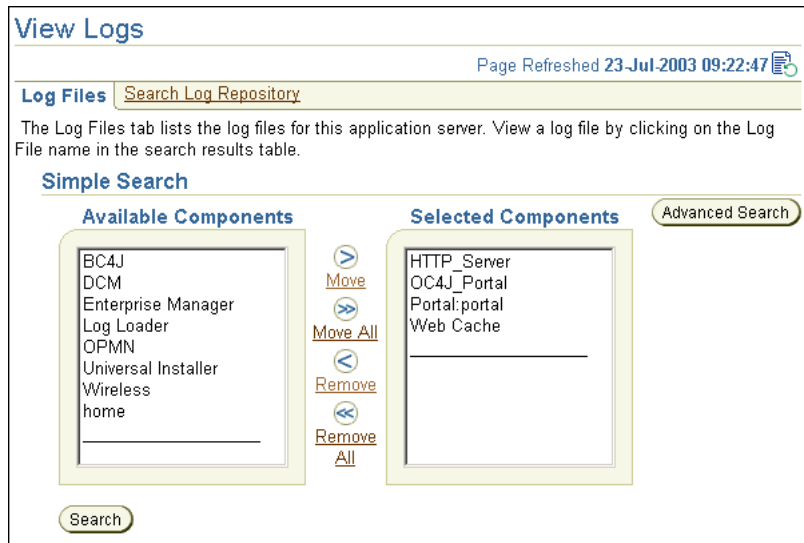 View Logs
Page Refreshed 23-Jul-2003 09:22:47
Log Files Search Log Repository
The Log Files tab lists the log files for this application server. View a log file by clicking on the Log
File name in the search results table.
Simple Search
Advanced Search
Available Components
BC4J
DCM
Enterprise Manager
Log Loader
OPMN
Universal Installer
Wireless
home
Move
Move All
Remove
Remove
All
Selected Components
HTTP_Server
OC4J_Portal
Portal:portal
Web Cache
Search